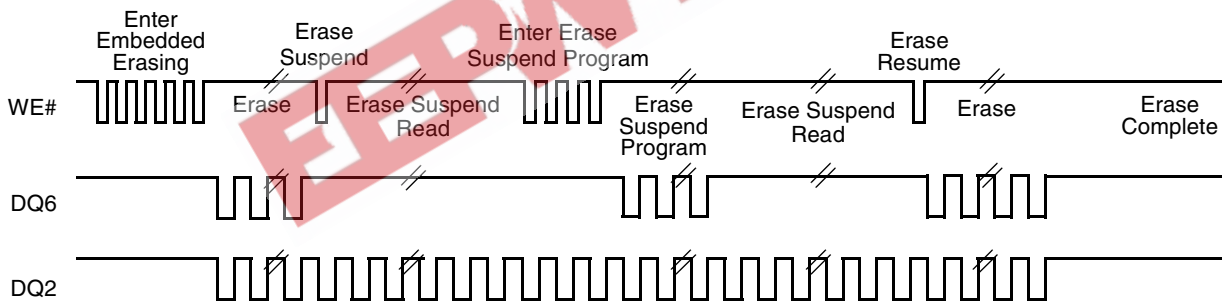 Enter
Embedded
Erasing
Erase
Suspend
Enter Erase
Suspend Program
Erase
Resume
WE#
Erase
Erase Suspend
Read
Erase
Suspend
Program
Erase Suspend
Read
Erase
Erase
Complete
DQ6
DQ2